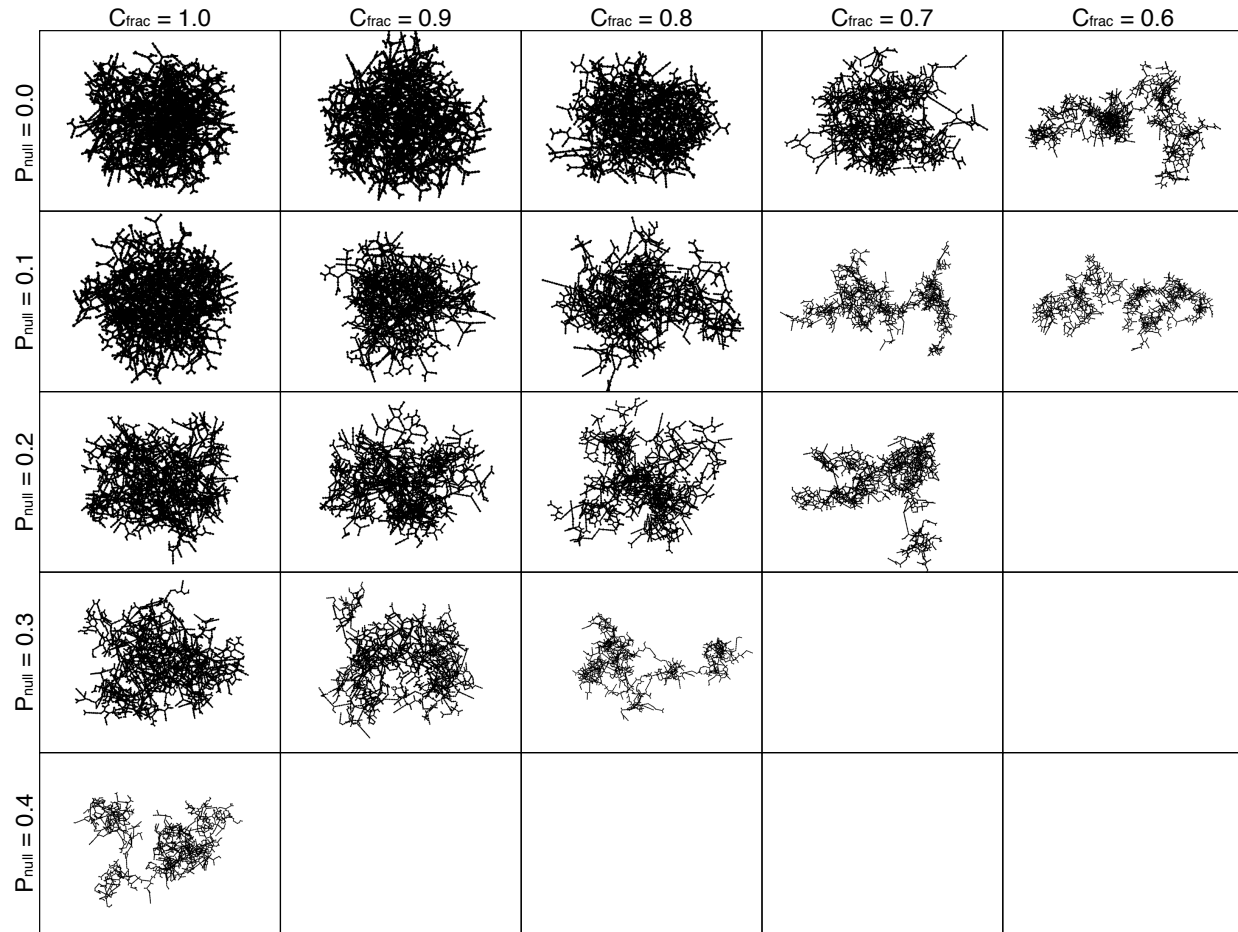 Cfrac = 1.0
Cfrac = 0.9
Cfrac = 0.8
Cfrac = 0.7
Cfrac = 0.6
Pnull = 0.0
Pnull = 0.1
Pnull = 0.2
Pnull = 0.3
Pnull = 0.4